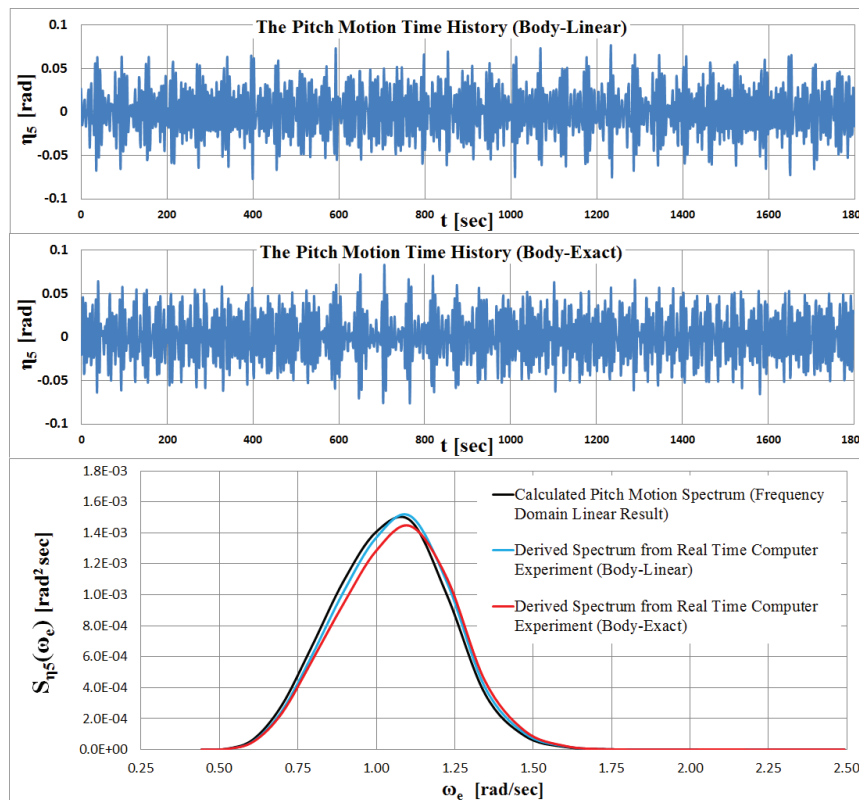 The Pitch Motion Time History (Body-Linear)
0.1
0.05
0
-0.05
-0.1
η5 [rad]
0 200 400 600 800 1000 1200 1400 1600 1800
t [sec]
The Pitch Motion Time History (Body-Exact)
0.1
0.05
0
-0.05
-0.1
η5 [rad]
0 200 400 600 800 1000 1200 1400 1600 1800
t [sec]
1.8E-03
1.6E-03
1.4E-03
1.2E-03
1.0E-03
8.0E-04
6.0E-04
4.0E-04
2.0E-04
0.0E+00
Sη5(ωe) [rad² sec]
Calculated Pitch Motion Spectrum (Frequency
Domain Linear Result)
Derived Spectrum from Real Time Computer
Experiment (Body-Linear)
Derived Spectrum from Real Time Computer
Experiment (Body-Exact)
0.25 0.50 0.75 1.00 1.25 1.50 1.75 2.00 2.25 2.50
ωe [rad/sec]